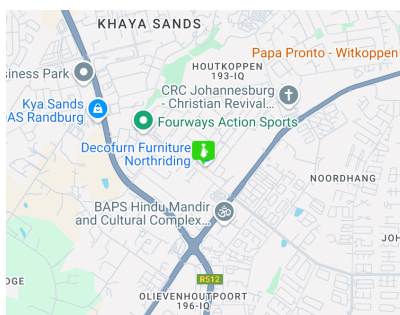 KHAYA SANDS
Papa Pronto - Witkoppen
HOUTKOPPEN
193-IQ
siness Park
CRC Johannesburg
- Christian Revival...
Kya Sands
OAS Randburg
Fourways Action Sports
Decofurn Furniture
Northriding
NOORDHANG
BAPS Hindu Mandir
and Cultural Complex...
JOH
DGE
R512
OLIEVENHOUTPOORT
196-IQ